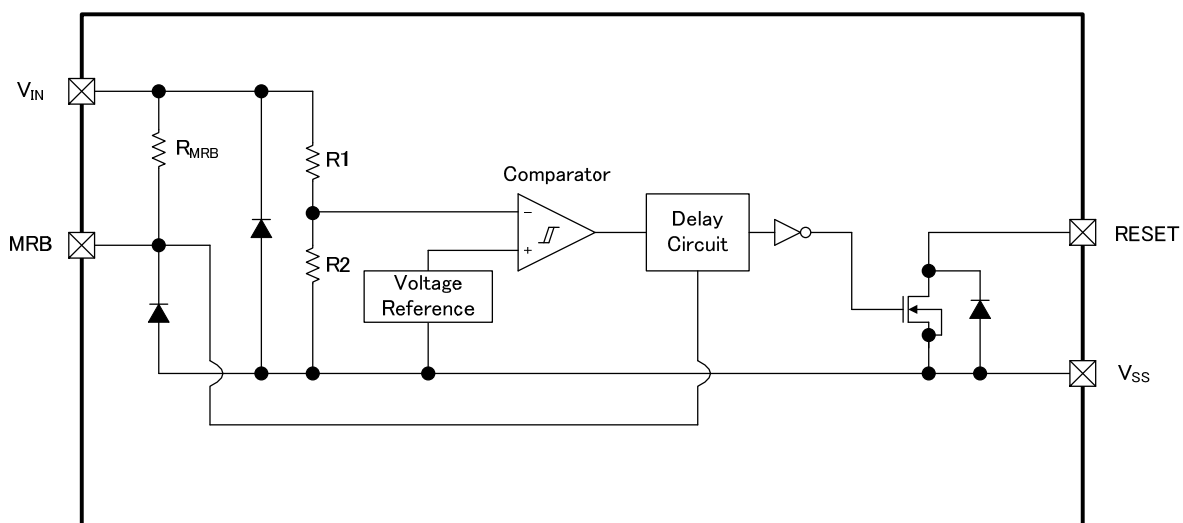 V_IN
R_MRB
R1
Comparator
−
+
MRB
Delay
Circuit
RESET
R2
Voltage
Reference
V_SS